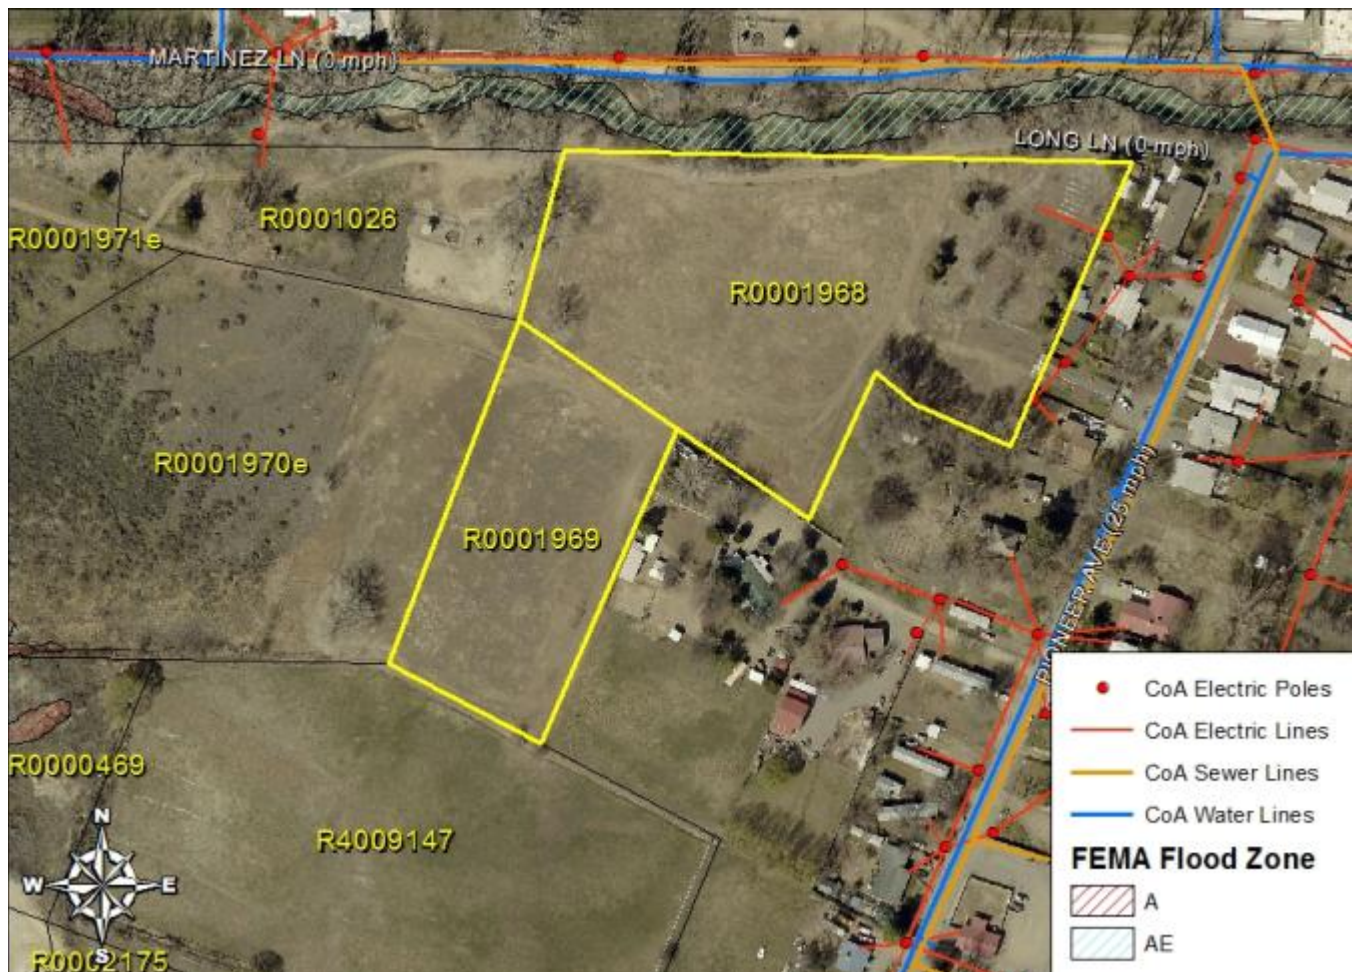 MARTINEZ LN (0 mph)
LONG LN (0 mph)
R0001026
R0001971e
R0001968
R0001970e
R0001969
PIONEER AVE (25 mph)
R0000469
R4009147
R0002175
N
W
E
S
CoA Electric Poles
CoA Electric Lines
CoA Sewer Lines
CoA Water Lines
FEMA Flood Zone
A
AE